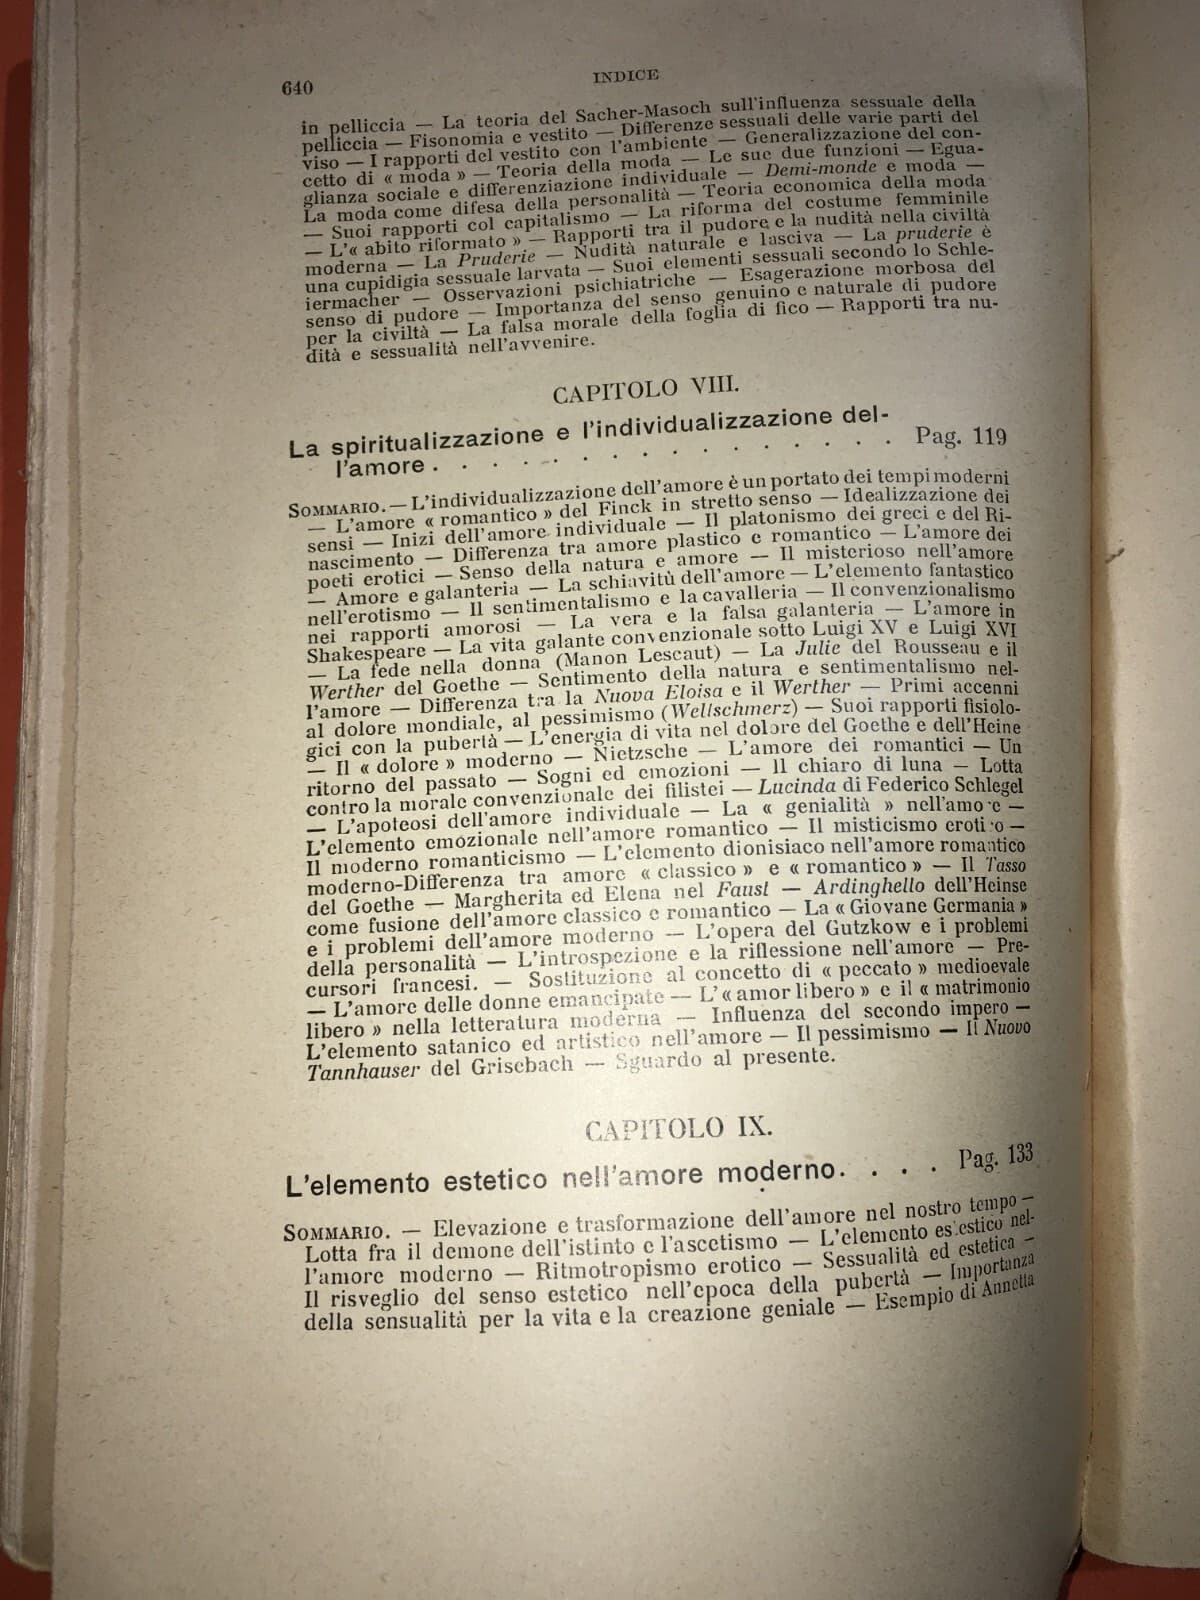 640
INDICE
in pelliccia — La teoria del Sacher-Masoch sull'influenza sessuale della
pelliccia — Fisonomia e vestito — Differenze sessuali delle varie parti del
viso — I rapporti del vestito con l'ambiente — Generalizzazione del con-
cetto di « moda » — Teoria della moda — Le sue due funzioni — Egua-
glianza sociale e differenziazione individuale — Demi-monde e moda —
La moda come difesa della personalità — Teoria economica della moda
— Suoi rapporti col capitalismo — La riforma del costume femminile
— L'« abito riformato » — Rapporti tra il pudore e la nudità nella civiltà
moderna — La Pruderie — Nudità naturale e lasciva — La pruderie è
una cupidigia sessuale larvata — Suoi elementi sessuali secondo lo Schle-
iermacher — Osservazioni psichiatriche — Esagerazione morbosa del
senso di pudore — Importanza del senso genuino e naturale di pudore
per la civiltà — La falsa morale della foglia di fico — Rapporti tra nu-
dità e sessualità nell'avvenire.
CAPITOLO VIII.
La spiritualizzazione e l'individualizzazione del-
l'amore . . . . . . . . . . . . . . Pag. 119
SOMMARIO. — L'individualizzazione dell'amore è un portato dei tempi moderni
— L'amore « romantico » del Finck in stretto senso — Idealizzazione dei
sensi — Inizi dell'amore individuale — Il platonismo dei greci e del Ri-
nascimento — Differenza tra amore plastico e romantico — L'amore dei
poeti erotici — Senso della natura e amore — Il misterioso nell'amore
— Amore e galanteria — La schiavitù dell'amore — L'elemento fantastico
nell'erotismo — Il sentimentalismo e la cavalleria — Il convenzionalismo
nei rapporti amorosi — La vera e la falsa galanteria — L'amore in
Shakespeare — La vita galante convenzionale sotto Luigi XV e Luigi XVI
— La fede nella donna (Manon Lescaut) — La Julie del Rousseau e il
Werther del Goethe — Sentimento della natura e sentimentalismo nel-
l'amore — Differenza tra la Nuova Eloisa e il Werther — Primi accenni
al dolore mondiale, al pessimismo (Wellschmerz) — Suoi rapporti fisiolo-
gici con la pubertà — L'energia di vita nel dolore del Goethe e dell'Heine
— Il « dolore » moderno — Nietzsche — L'amore dei romantici — Un
ritorno del passato — Sogni ed emozioni — Il chiaro di luna — Lotta
contro la morale convenzionale dei filistei — Lucinda di Federico Schlegel
— L'apoteosi dell'amore individuale — La « genialità » nell'amore —
L'elemento emozionale nell'amore romantico — Il misticismo erotico —
Il moderno romanticismo — L'elemento dionisiaco nell'amore romantico
moderno-Differenza tra amore « classico » e « romantico » — Il Tasso
del Goethe — Margherita ed Elena nel Faust — Ardinghello dell'Heinse
come fusione dell'amore classico e romantico — La « Giovane Germania »
e i problemi dell'amore moderno — L'opera del Gutzkow e i problemi
della personalità — L'introspezione e la riflessione nell'amore — Pre-
cursori francesi. — Sostituzione al concetto di « peccato » medioevale
— L'amore delle donne emancipate — L'« amor libero » e il « matrimonio
libero » nella letteratura moderna — Influenza del secondo impero —
L'elemento satanico ed artistico nell'amore — Il pessimismo — Il Nuovo
Tannhauser del Grisebach — Sguardo al presente.
CAPITOLO IX.
L'elemento estetico nell'amore moderno. . . . . Pag. 133
SOMMARIO. — Elevazione e trasformazione dell'amore nel nostro tempo —
Lotta fra il demone dell'istinto e l'ascetismo — L'elemento estetico nel-
l'amore moderno — Ritmotropismo erotico — Sessualità ed estetica —
Il risveglio del senso estetico nell'epoca della pubertà — Importanza
della sensualità per la vita e la creazione geniale — Esempio di Annetta